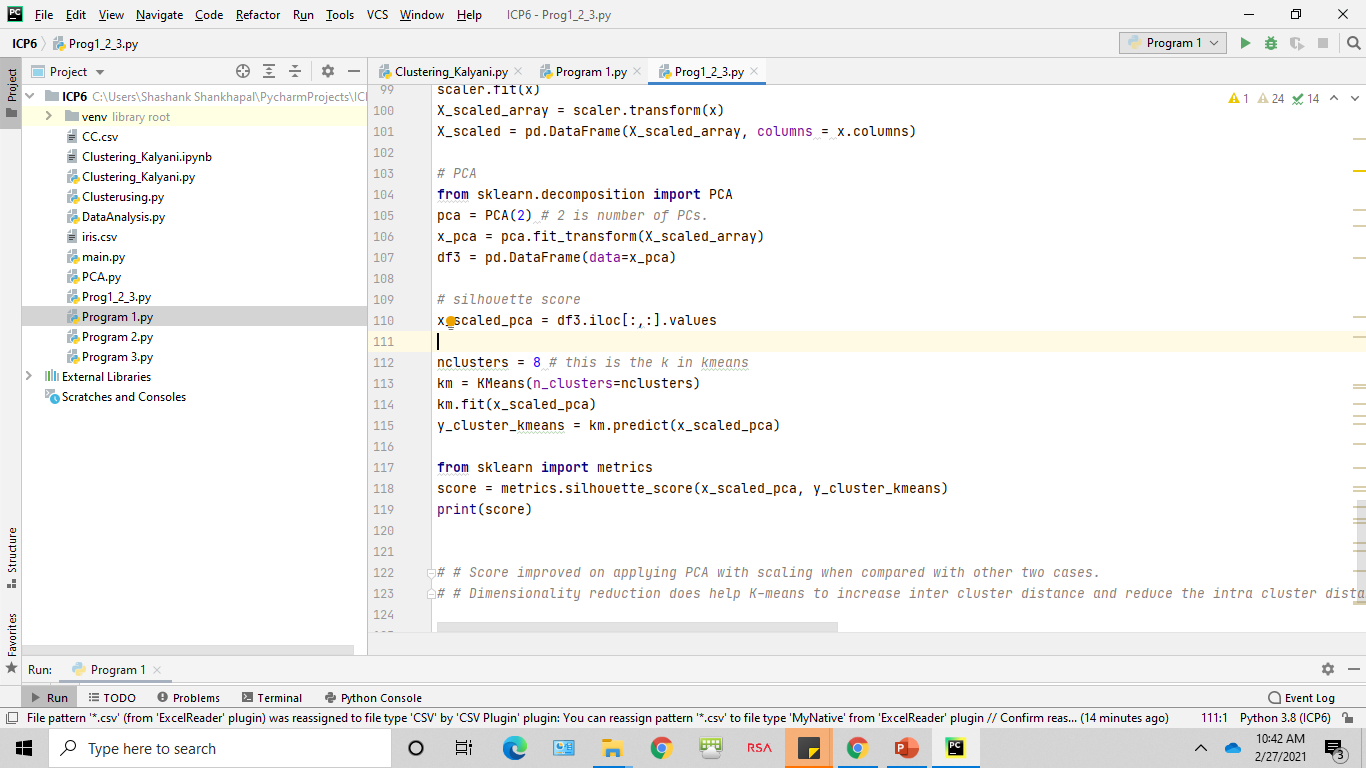 PC File Edit View Navigate Code Refactor Run Tools VCS Window Help ICP6 - Prog1_2_3.py
ICP6 Prog1_2_3.py Program 1
Project Clustering_Kalyani.py Program 1.py Prog1_2_3.py
Project
Structure
Favorites
ICP6 C:\Users\Shashank Shankhapal\PycharmProjects\ICP
venv library root
CC.csv
Clustering_Kalyani.ipynb
Clustering_Kalyani.py
Clusterusing.py
DataAnalysis.py
iris.csv
main.py
PCA.py
Prog1_2_3.py
Program 1.py
Program 2.py
Program 3.py
External Libraries
Scratches and Consoles
1 24 14
99 scaler.fit(x)
100 X_scaled_array = scaler.transform(x)
101 X_scaled = pd.DataFrame(X_scaled_array, columns = x.columns)
102
103 # PCA
104 from sklearn.decomposition import PCA
105 pca = PCA(2) # 2 is number of PCs.
106 x_pca = pca.fit_transform(X_scaled_array)
107 df3 = pd.DataFrame(data=x_pca)
108
109 # silhouette score
110 x_scaled_pca = df3.iloc[:,:].values
111
112 nclusters = 8 # this is the k in kmeans
113 km = KMeans(n_clusters=nclusters)
114 km.fit(x_scaled_pca)
115 y_cluster_kmeans = km.predict(x_scaled_pca)
116
117 from sklearn import metrics
118 score = metrics.silhouette_score(x_scaled_pca, y_cluster_kmeans)
119 print(score)
120
121
122 # # Score improved on applying PCA with scaling when compared with other two cases.
123 # # Dimensionality reduction does help K-means to increase inter cluster distance and reduce the intra cluster dista
124
Run: Program 1
Run TODO Problems Terminal Python Console Event Log
File pattern '*.csv' (from 'ExcelReader' plugin) was reassigned to file type 'CSV' by 'CSV Plugin' plugin: You can reassign pattern '*.csv' to file type 'MyNative' from 'ExcelReader' plugin // Confirm reas... (14 minutes ago) 111:1 Python 3.8 (ICP6)
Type here to search
RSA
PC
10:42 AM
2/27/2021
3